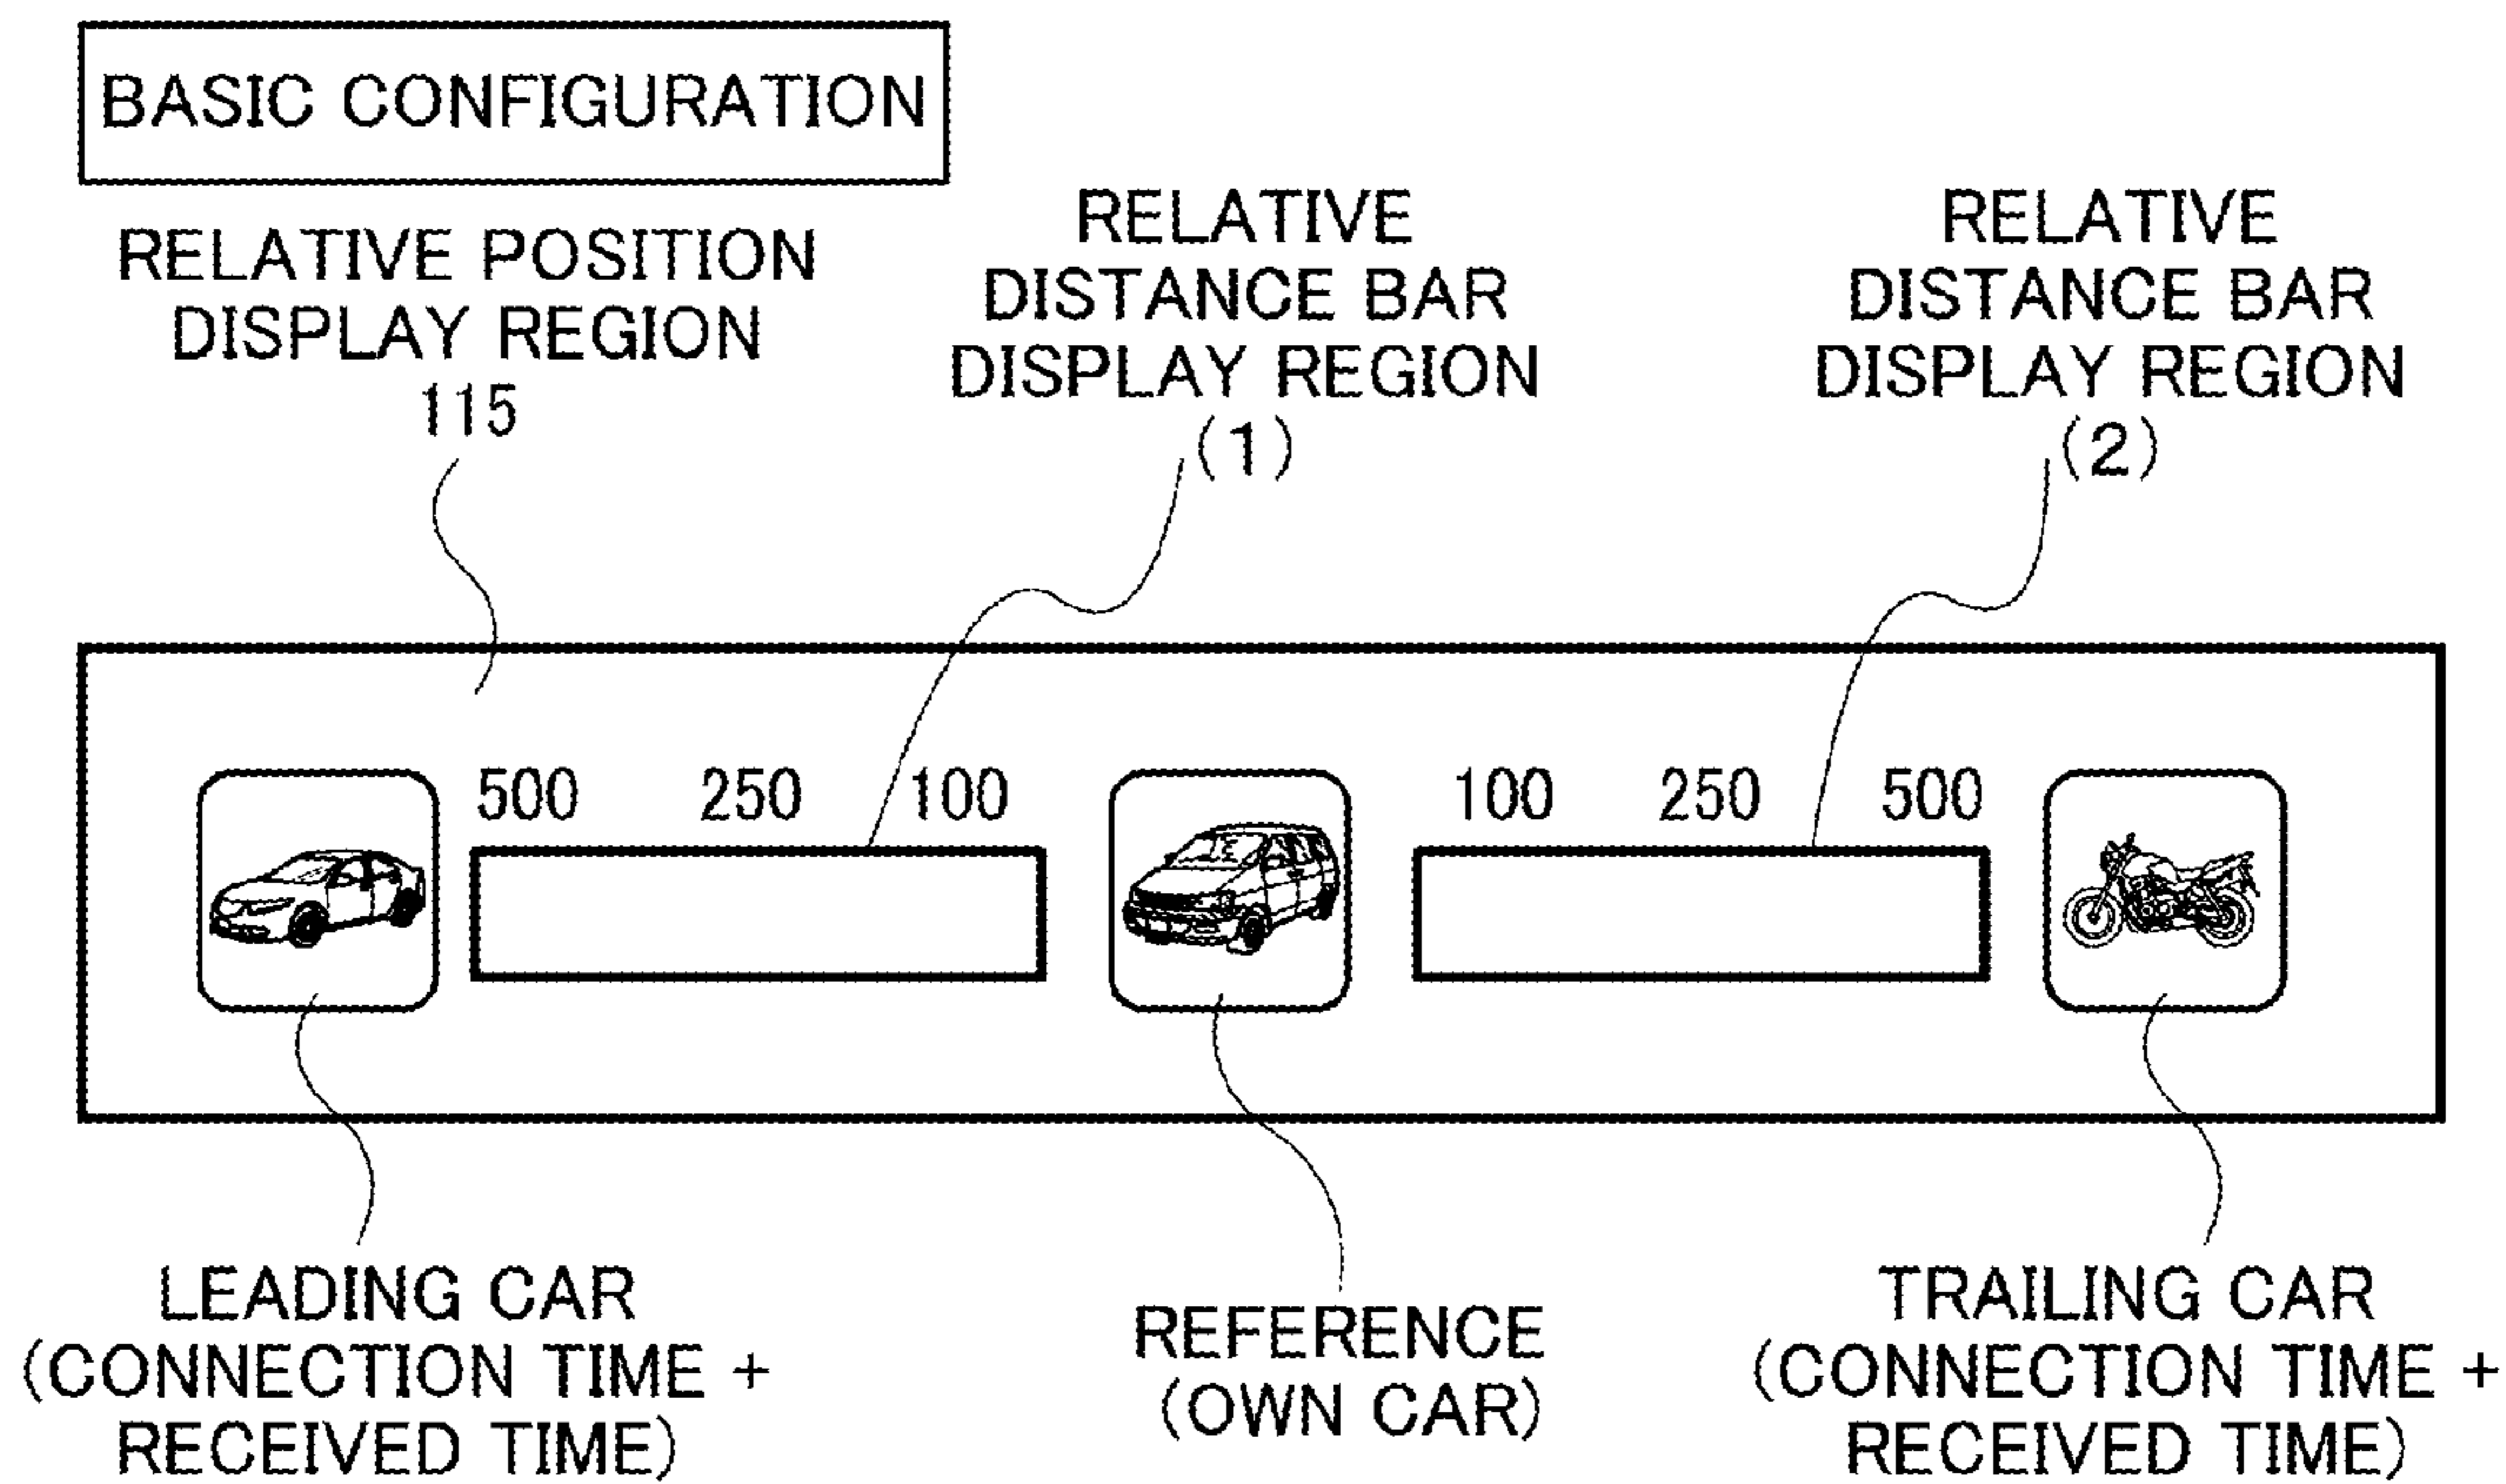 BASIC CONFIGURATION
RELATIVE POSITION
DISPLAY REGION
115
RELATIVE
DISTANCE BAR
DISPLAY REGION
(1)
RELATIVE
DISTANCE BAR
DISPLAY REGION
(2)
500 250 100
100 250 500
LEADING CAR
(CONNECTION TIME +
RECEIVED TIME)
REFERENCE
(OWN CAR)
TRAILING CAR
(CONNECTION TIME +
RECEIVED TIME)